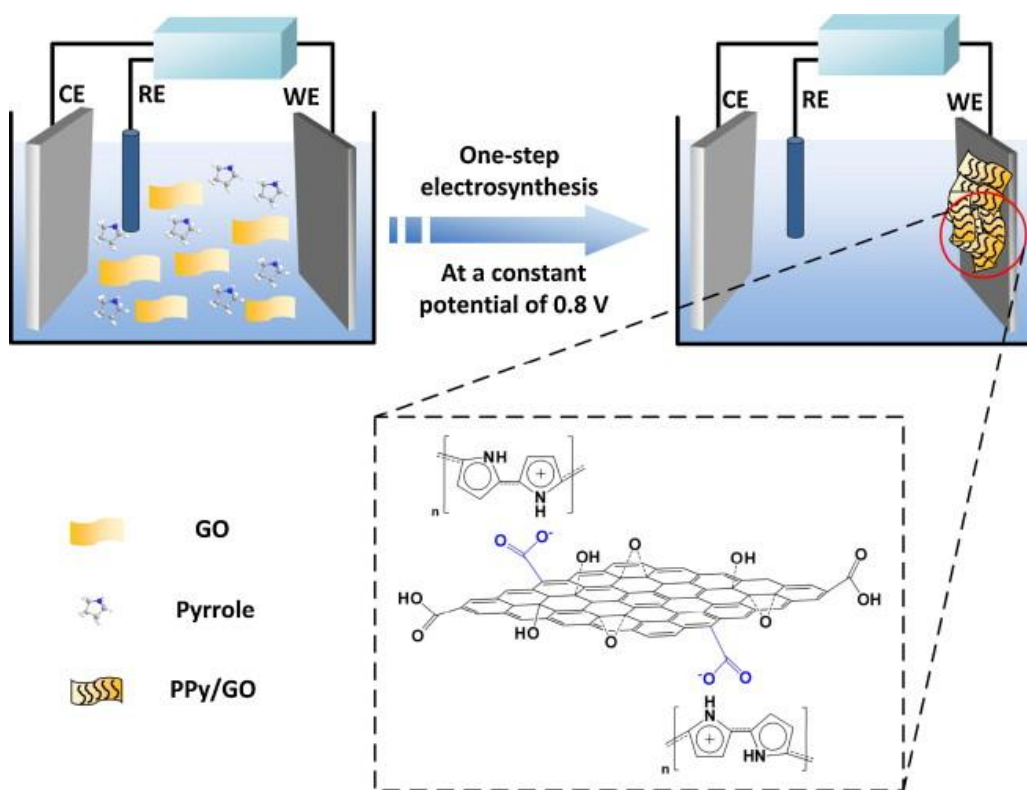 CE
RE
WE
One-step
electrosynthesis
At a constant
potential of 0.8 V
CE
RE
WE
GO
Pyrrole
PPy/GO
NH
+
N
H
n
O
O-
OH
O
OH
O
HO
O
HO
O
O
OH
-O
O
H
N
+
HN
n